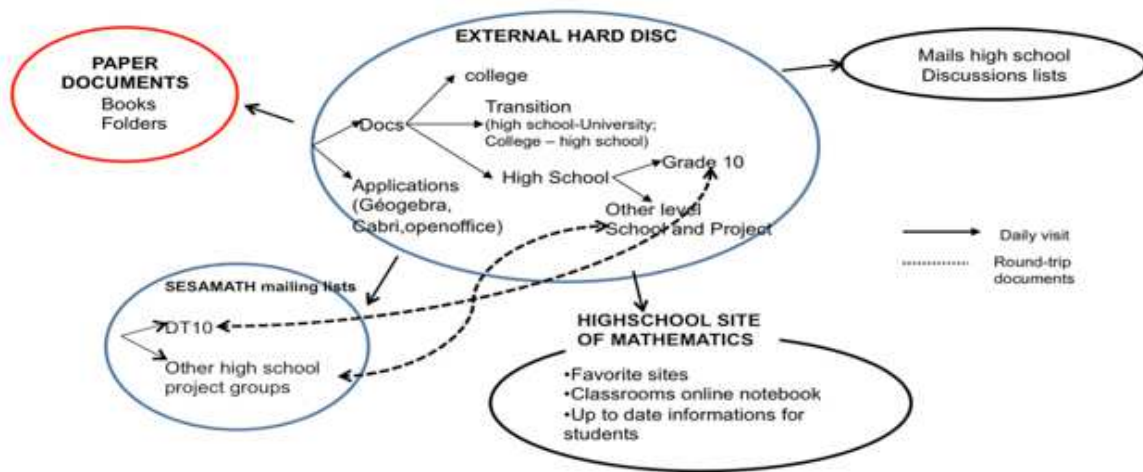 PAPER
DOCUMENTS
Books
Folders
EXTERNAL HARD DISC
college
Docs
Transition
(high school-University;
College – high school)
High School
Grade 10
Other level
School and Project
Applications
(Géogebra,
Cabri,openoffice)
Mails high school
Discussions lists
Daily visit
Round-trip
documents
SESAMATH mailing lists
DT10
Other high school
project groups
HIGHSCHOOL SITE
OF MATHEMATICS
•Favorite sites
•Classrooms online notebook
•Up to date informations for
students